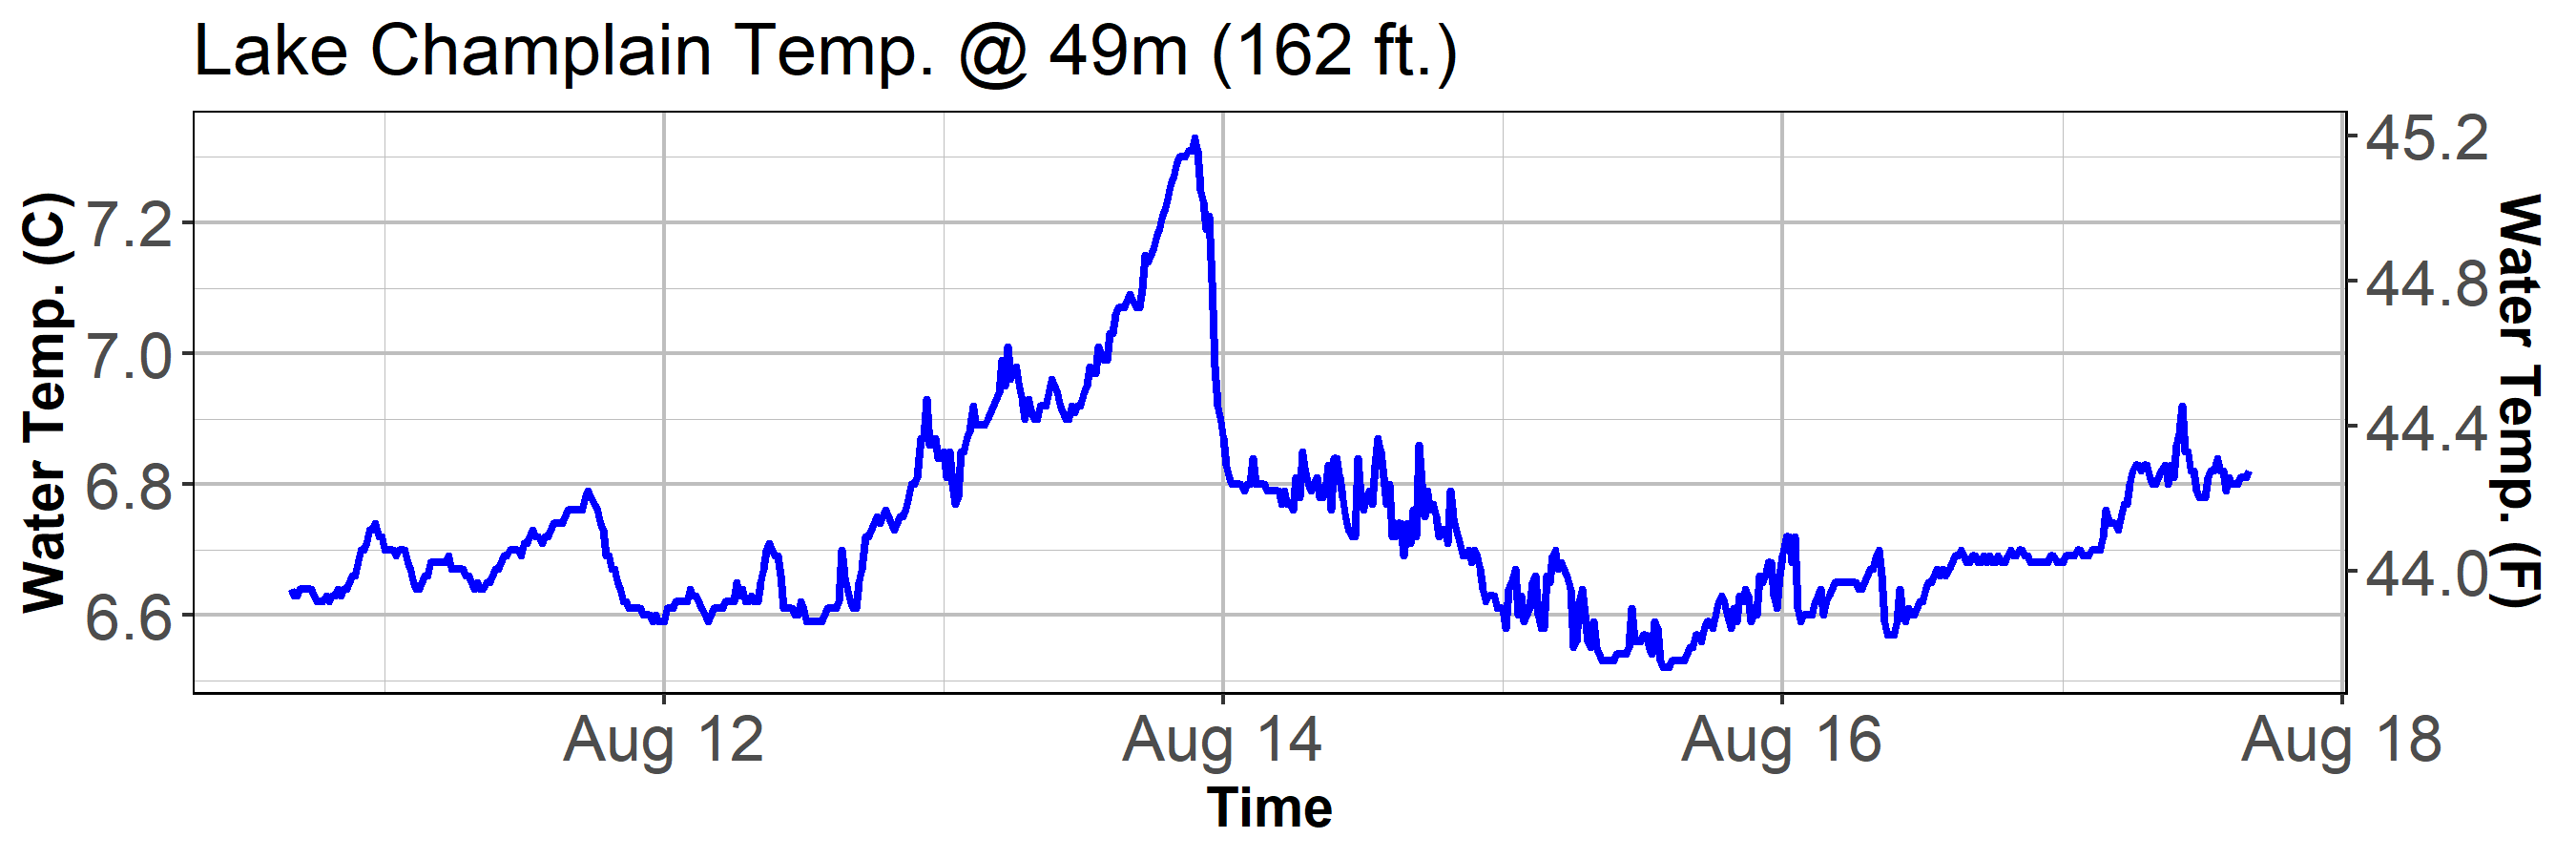 Lake Champlain Temp. @ 49m (162 ft.)
Water Temp. (C)
7.2
7.0
6.8
6.6
45.2
44.8
44.4
44.0
Water Temp. (F)
Aug 12
Aug 14
Aug 16
Aug 18
Time